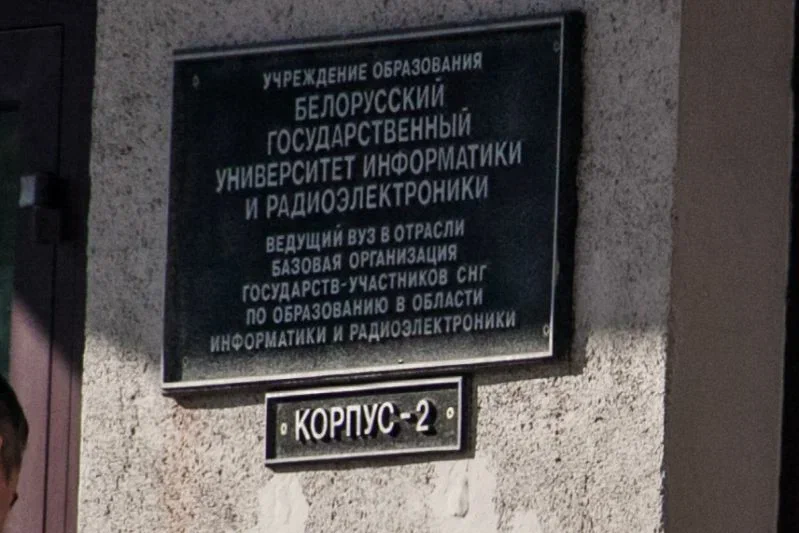 УЧРЕЖДЕНИЕ ОБРАЗОВАНИЯ
БЕЛОРУССКИЙ
ГОСУДАРСТВЕННЫЙ
УНИВЕРСИТЕТ ИНФОРМАТИКИ
И РАДИОЭЛЕКТРОНИКИ
ВЕДУЩИЙ ВУЗ В ОТРАСЛИ
БАЗОВАЯ ОРГАНИЗАЦИЯ
ГОСУДАРСТВ-УЧАСТНИКОВ СНГ
ПО ОБРАЗОВАНИЮ В ОБЛАСТИ
ИНФОРМАТИКИ И РАДИОЭЛЕКТРОНИКИ
КОРПУС-2